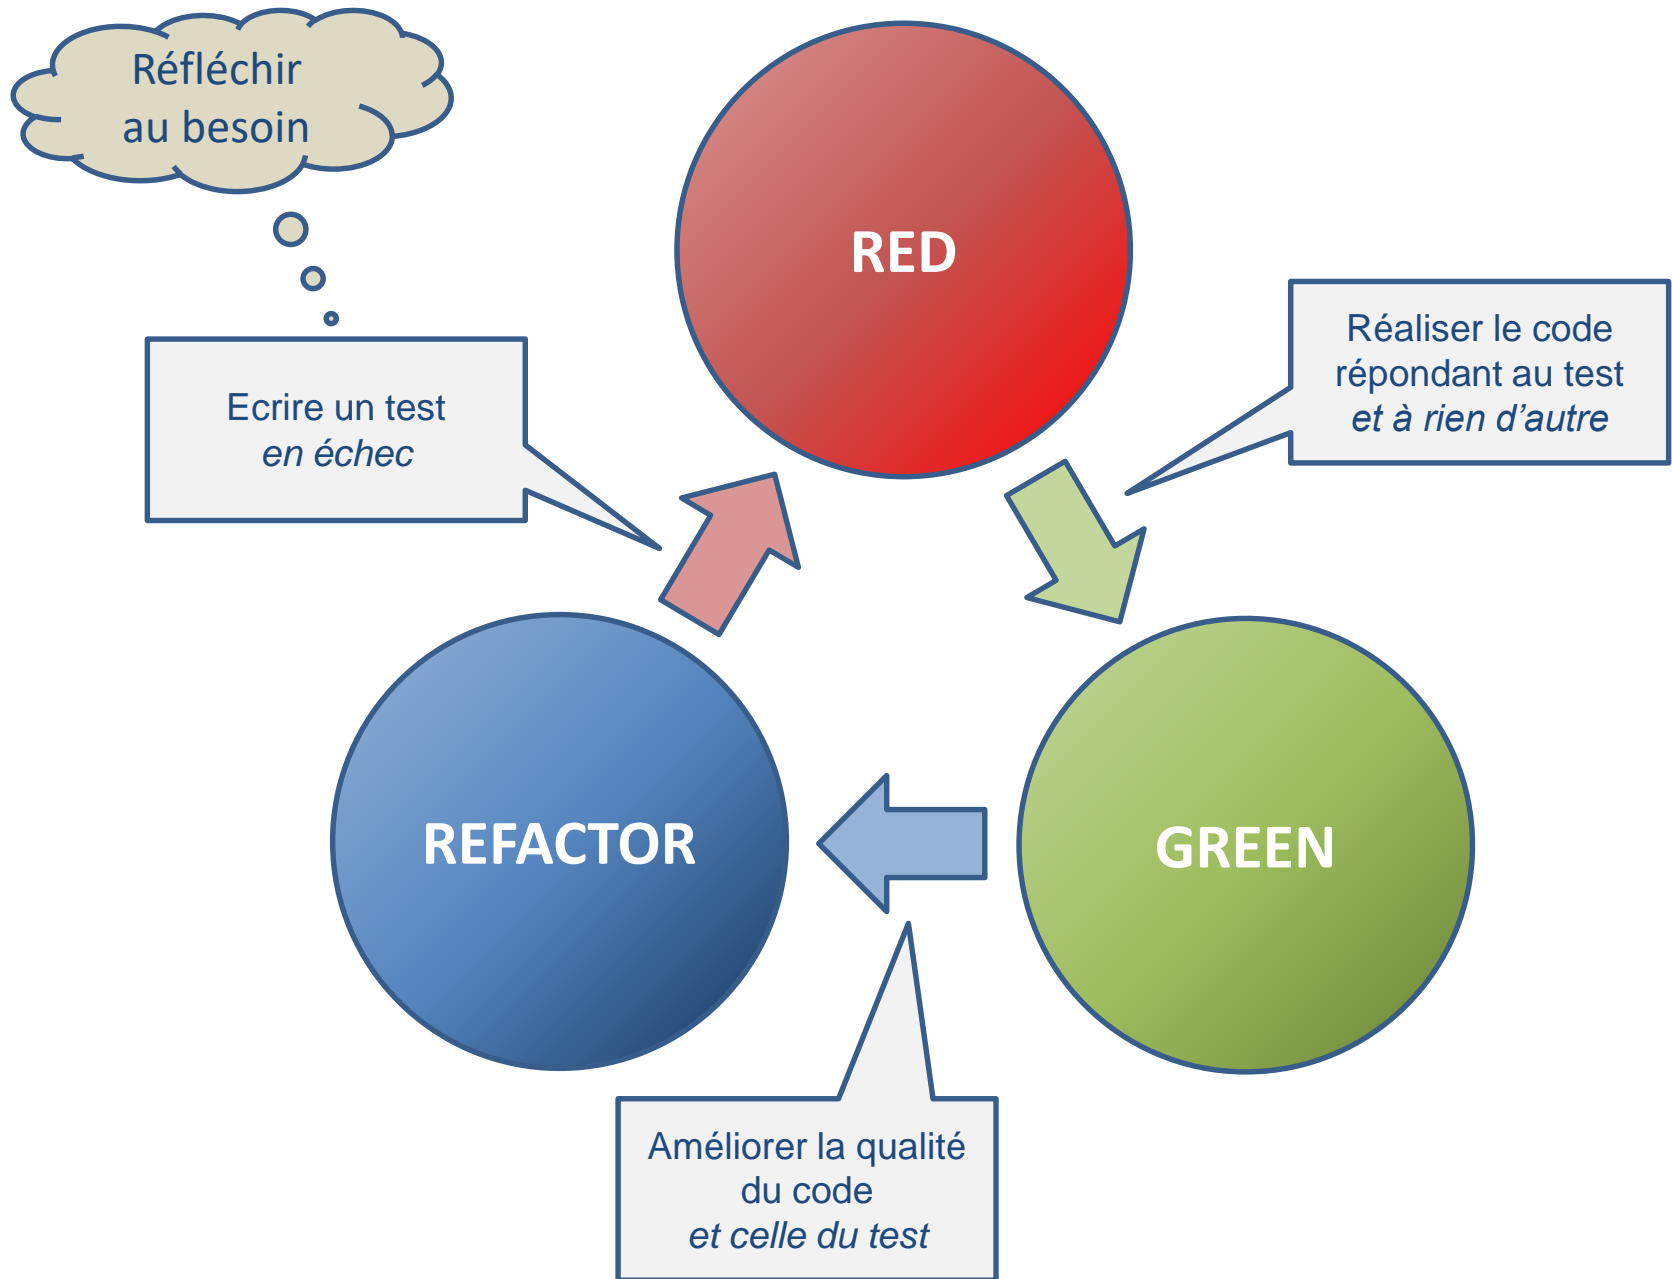 Réfléchir
au besoin
RED
Réaliser le code
répondant au test
et à rien d’autre
Ecrire un test
en échec
REFACTOR
GREEN
Améliorer la qualité
du code
et celle du test